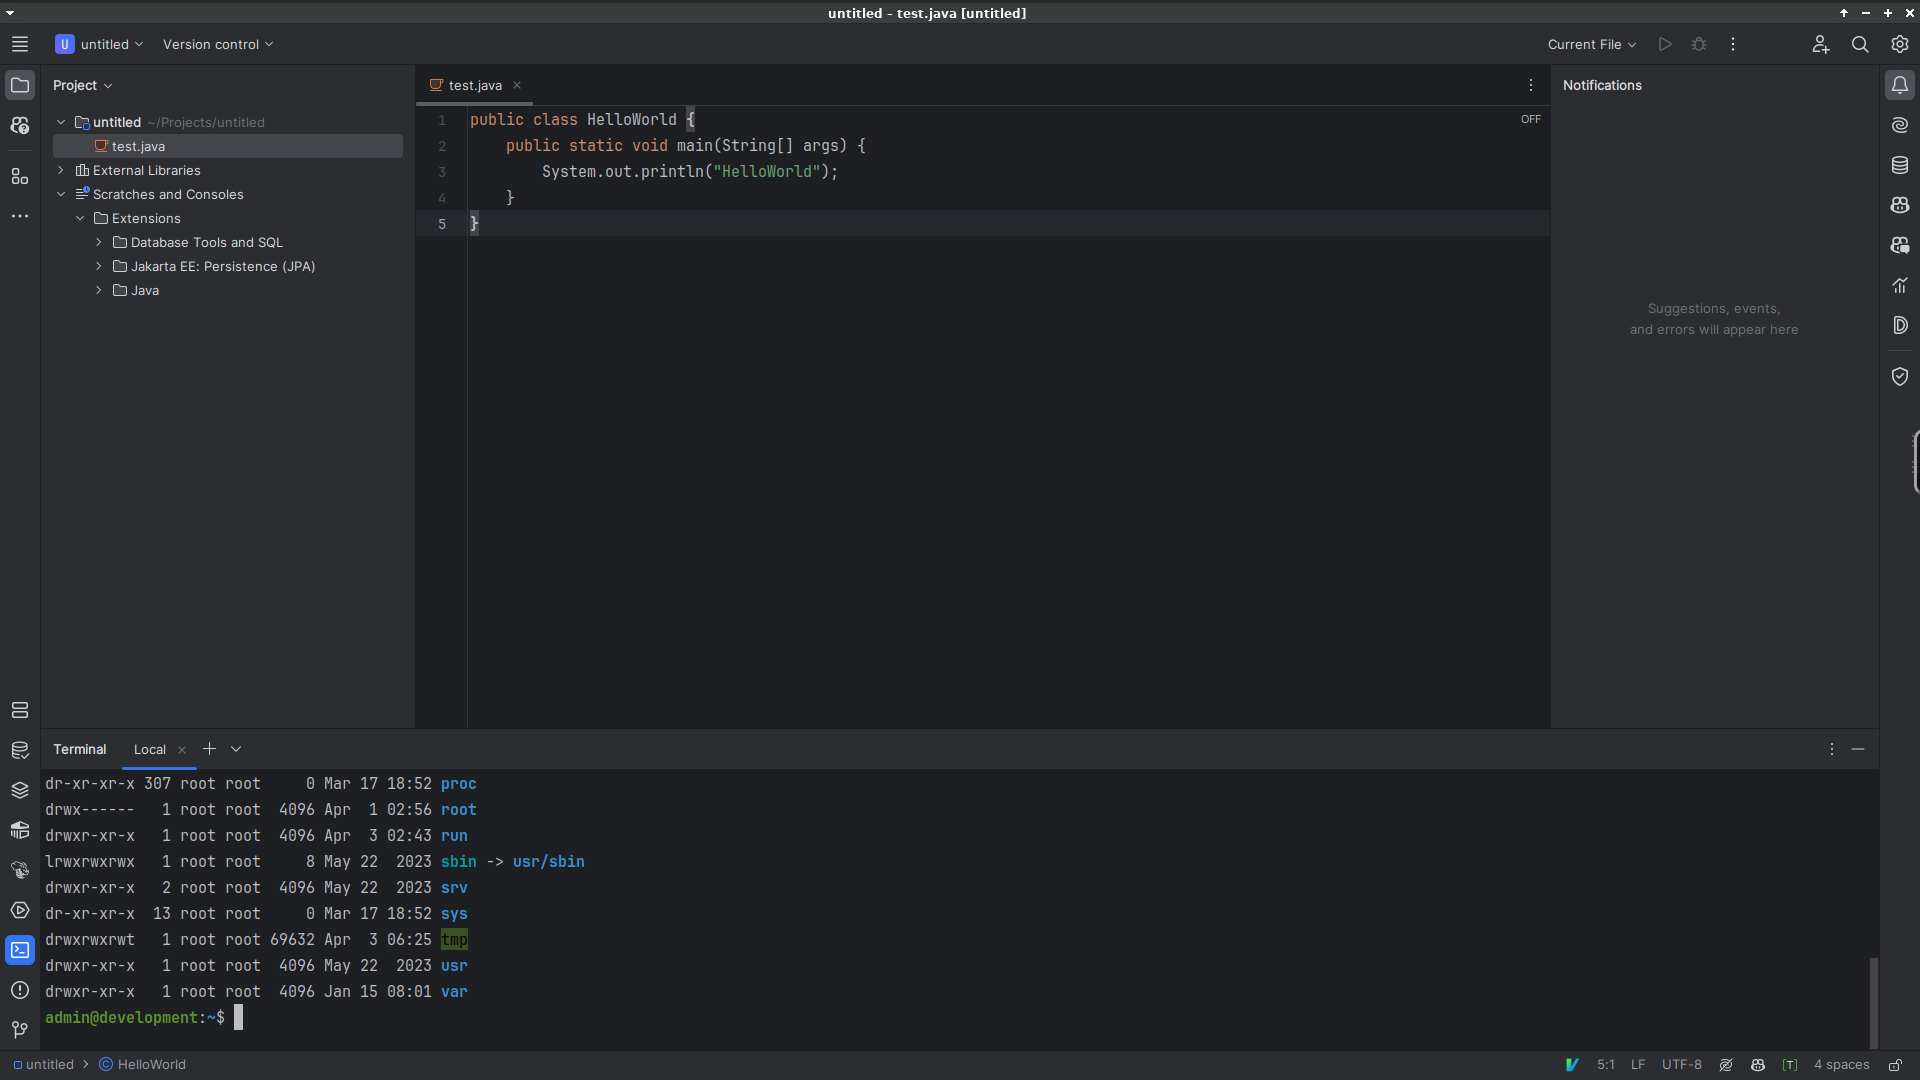 untitled – test.java [untitled]
U untitled Version control Current File
Project
untitled ~/Projects/untitled
test.java
External Libraries
Scratches and Consoles
Extensions
Database Tools and SQL
Jakarta EE: Persistence (JPA)
Java
test.java
1 public class HelloWorld {
2 public static void main(String[] args) {
3 System.out.println("HelloWorld");
4 }
5 }
OFF
Notifications
Suggestions, events,
and errors will appear here
Terminal Local
dr-xr-xr-x 307 root root 0 Mar 17 18:52 proc
drwx------ 1 root root 4096 Apr 1 02:56 root
drwxr-xr-x 1 root root 4096 Apr 3 02:43 run
lrwxrwxrwx 1 root root 8 May 22 2023 sbin -> usr/sbin
drwxr-xr-x 2 root root 4096 May 22 2023 srv
dr-xr-xr-x 13 root root 0 Mar 17 18:52 sys
drwxrwxrwt 1 root root 69632 Apr 3 06:25 tmp
drwxr-xr-x 1 root root 4096 May 22 2023 usr
drwxr-xr-x 1 root root 4096 Jan 15 08:01 var
admin@development:~$
untitled > HelloWorld 5:1 LF UTF-8 [T] 4 spaces